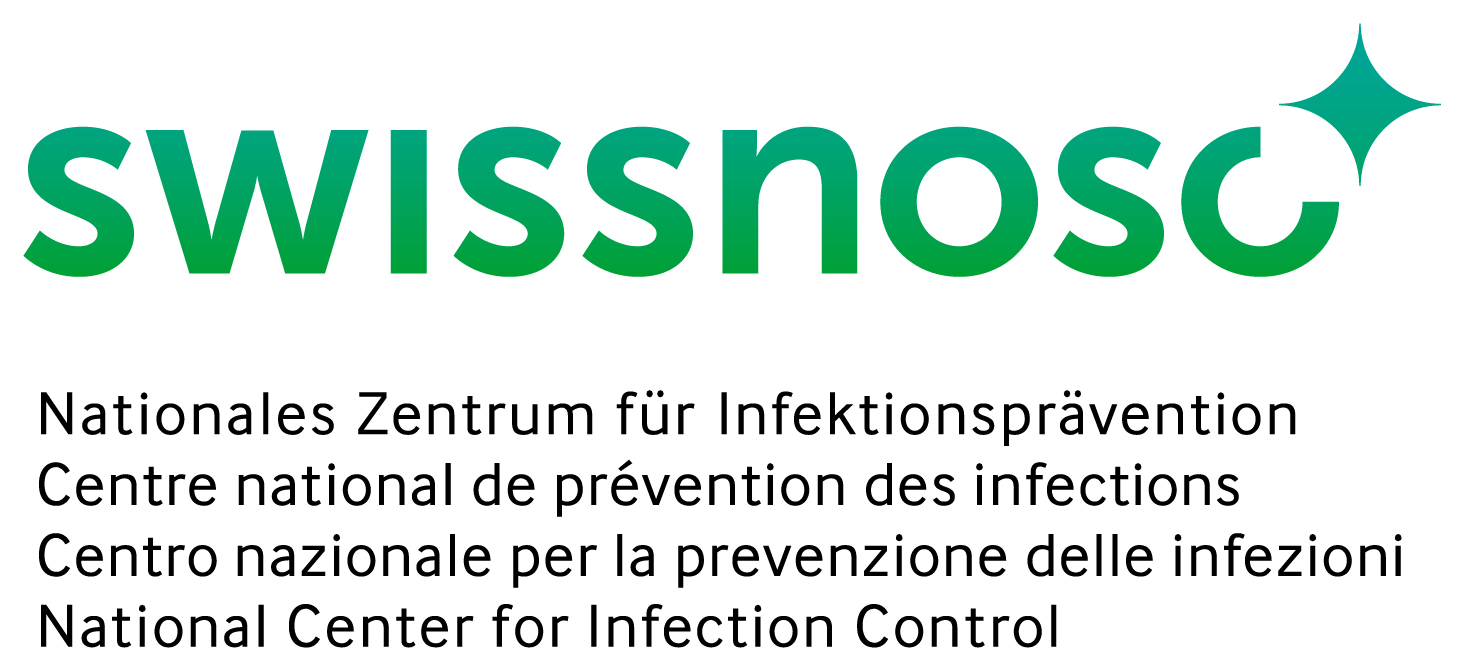 swissnoso
Nationales Zentrum für Infektionsprävention
Centre national de prévention des infections
Centro nazionale per la prevenzione delle infezioni
National Center for Infection Control